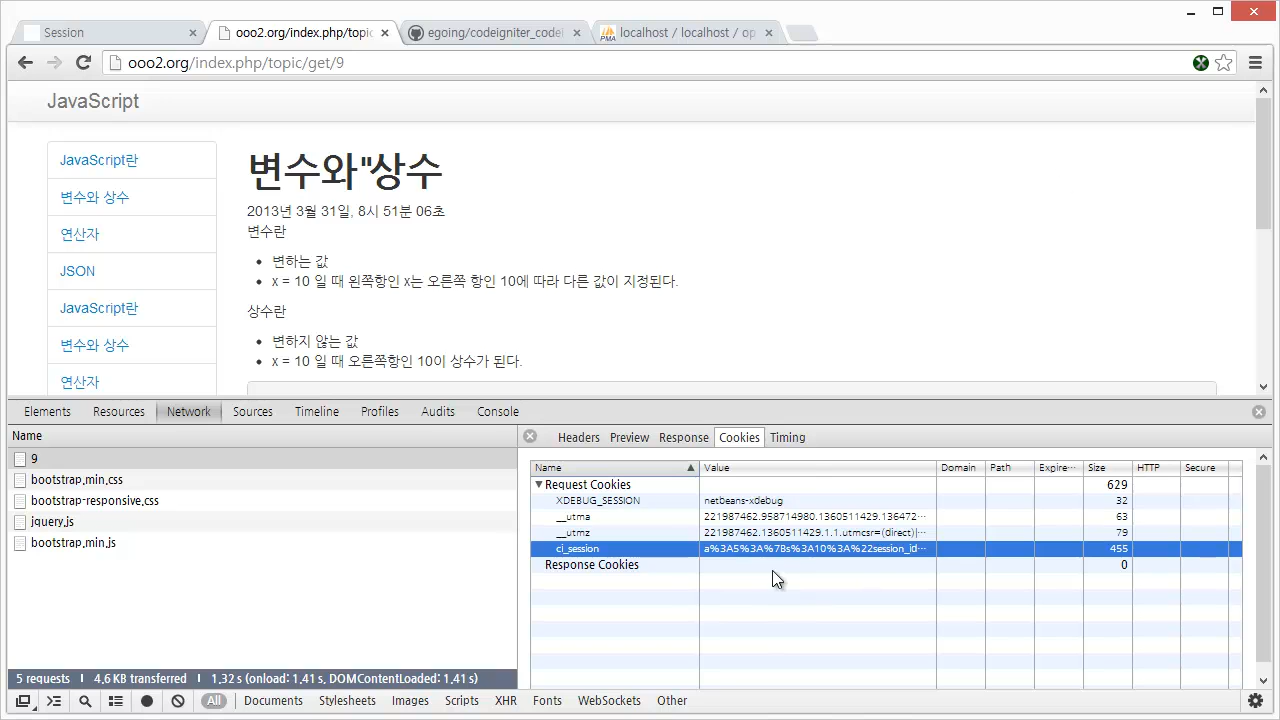 Session
ooo2.org/index.php/topic
egoing/codeigniter_codei
PMA
localhost / localhost / op
ooo2.org/index.php/topic/get/9
JavaScript
JavaScript란
변수와 상수
연산자
JSON
JavaScript란
변수와 상수
연산자
변수와"상수
2013년 3월 31일, 8시 51분 06초
변수란
변하는 값
x = 10 일 때 왼쪽항인 x는 오른쪽 항인 10에 따라 다른 값이 지정된다.
상수란
변하지 않는 값
x = 10 일 때 오른쪽항인 10이 상수가 된다.
Elements Resources Network Sources Timeline Profiles Audits Console
Name
9
bootstrap.min.css
bootstrap-responsive.css
jquery.js
bootstrap.min.js
Headers Preview Response Cookies Timing
Name Value Domain Path Expire… Size HTTP Secure
Request Cookies 629
XDEBUG_SESSION netbeans-xdebug 32
__utma 221987462.958714980.1360511429.136472… 63
__utmz 221987462.1360511429.1.1.utmcsr=(direct)|… 79
ci_session a%3A5%3A%7Bs%3A10%3A%22session_id… 455
Response Cookies 0
5 requests | 4.6 KB transferred | 1.32 s (onload: 1.41 s, DOMContentLoaded: 1.41 s)
All Documents Stylesheets Images Scripts XHR Fonts WebSockets Other